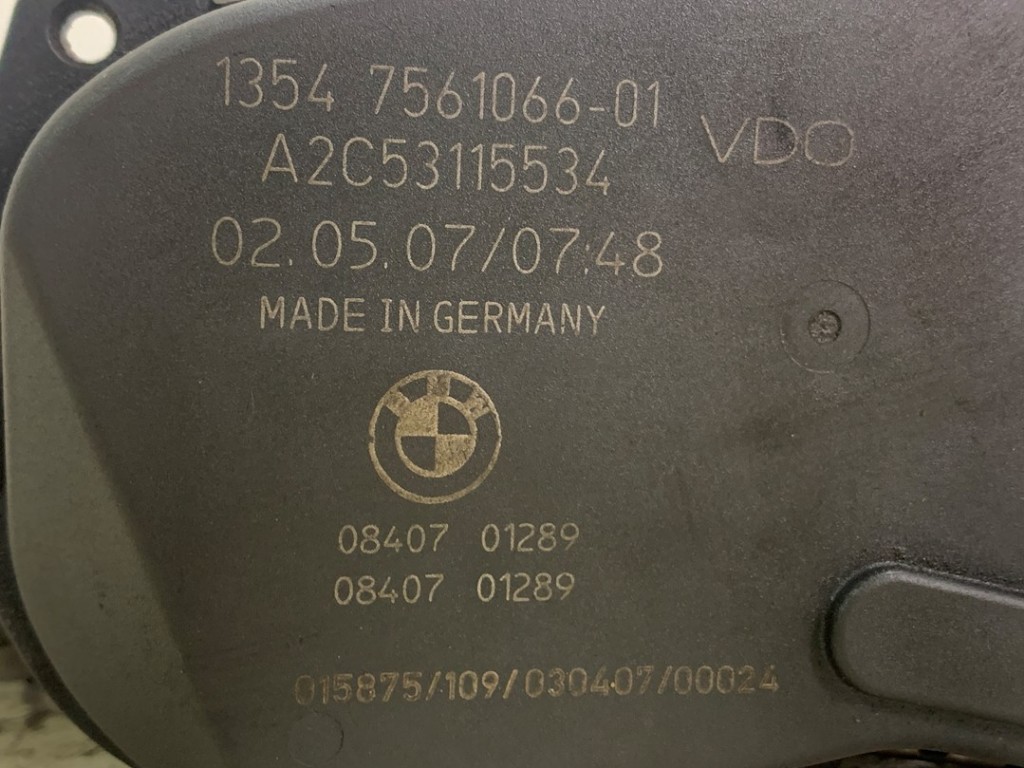 1354 7561066-01
VDO
A2C53115534
02.05.07/07:48
MADE IN GERMANY
BMW
08407 01289
08407 01289
015875/109/030407/00024